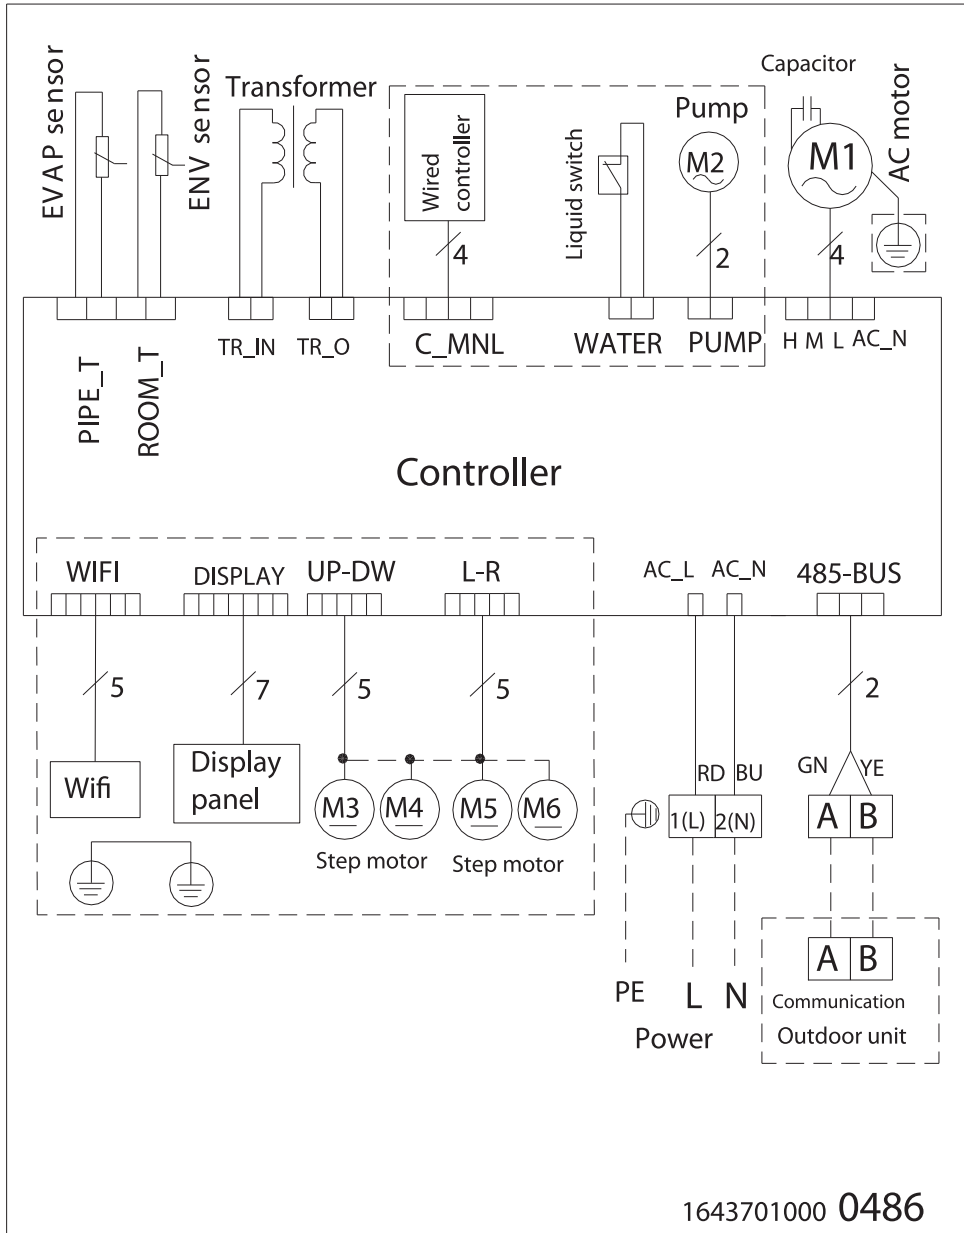 EVAP sensor
ENV sensor
Transformer
Wired
controller
4
Liquid switch
Pump
M2
2
Capacitor
M1
AC motor
4
PIPE_T
ROOM_T
TR_IN
TR_O
C_MNL
WATER
PUMP
H M L AC_N
Controller
WIFI
DISPLAY
UP-DW
L-R
AC_L
AC_N
485-BUS
5
7
5
5
2
Wifi
Display
panel
M3
M4
M5
M6
Step motor
Step motor
RD
BU
1(L)
2(N)
GN
YE
A B
A B
PE
L N
Power
Communication
Outdoor unit
1643701000 0486